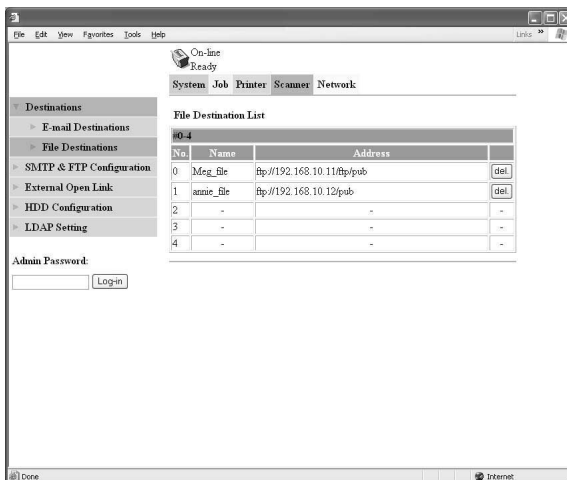 File Edit View Favorites Tools Help Links »
On-line
Ready
System Job Printer Scanner Network
Destinations
E-mail Destinations
File Destinations
SMTP & FTP Configuration
External Open Link
HDD Configuration
LDAP Setting
Admin Password:
Log-in
File Destination List
#0-4
No. Name Address
0 Meg_file ftp://192.168.10.11/ftp/pub del.
1 annie_file ftp://192.168.10.12/pub del.
2 - - -
3 - - -
4 - - -
Done Internet